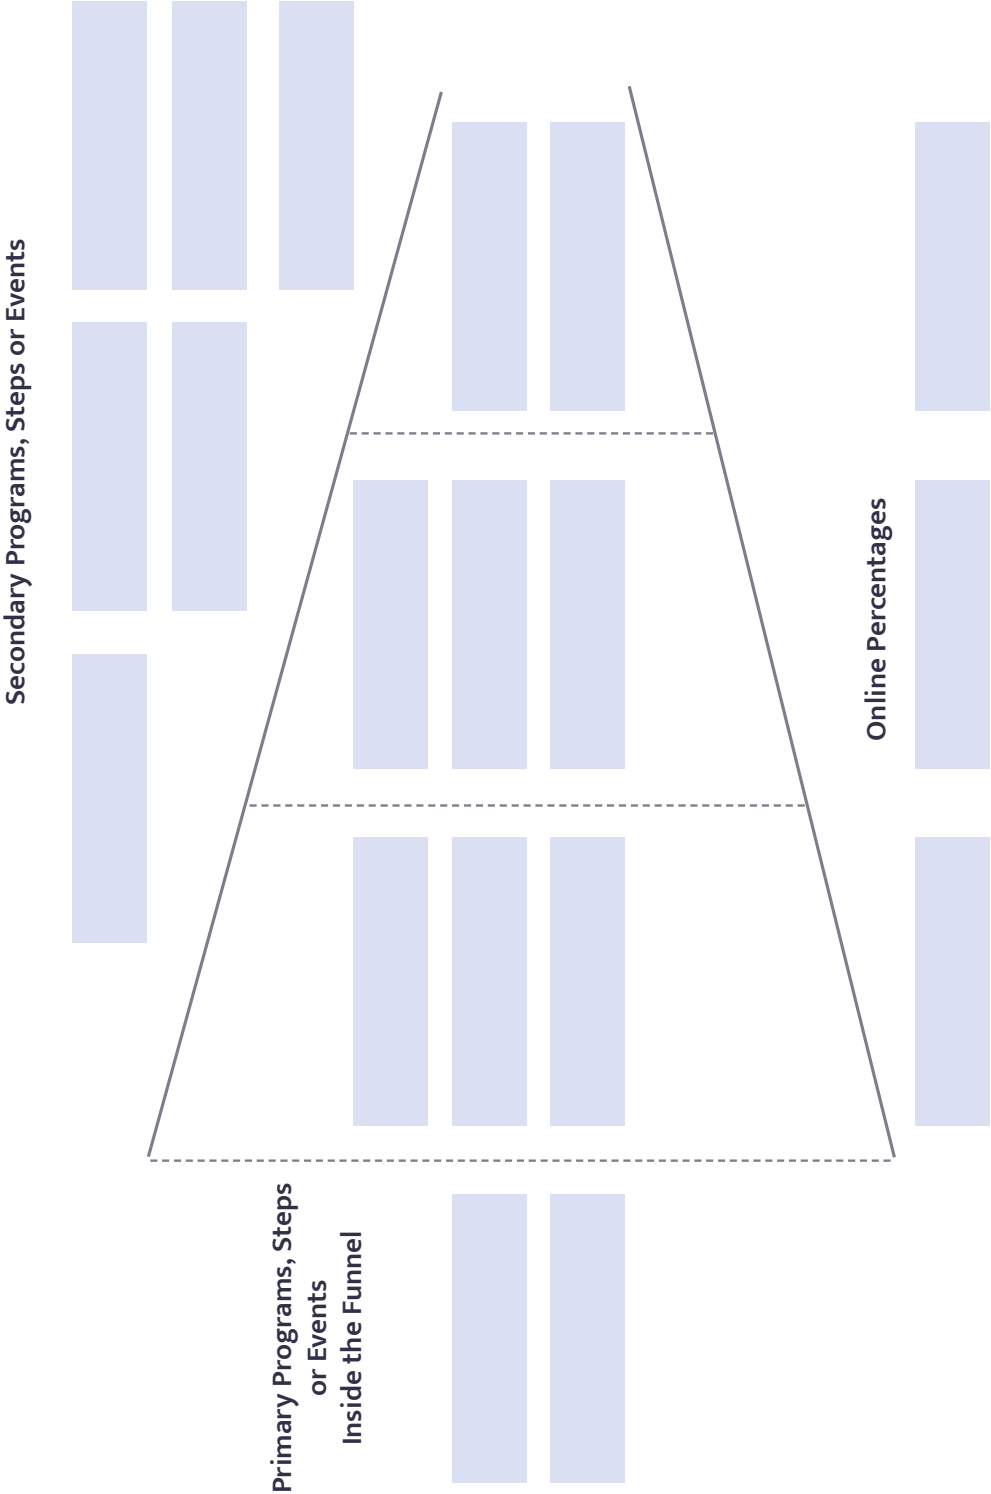 Secondary Programs, Steps or Events
Primary Programs, Steps
or Events
Inside the Funnel
Online Percentages